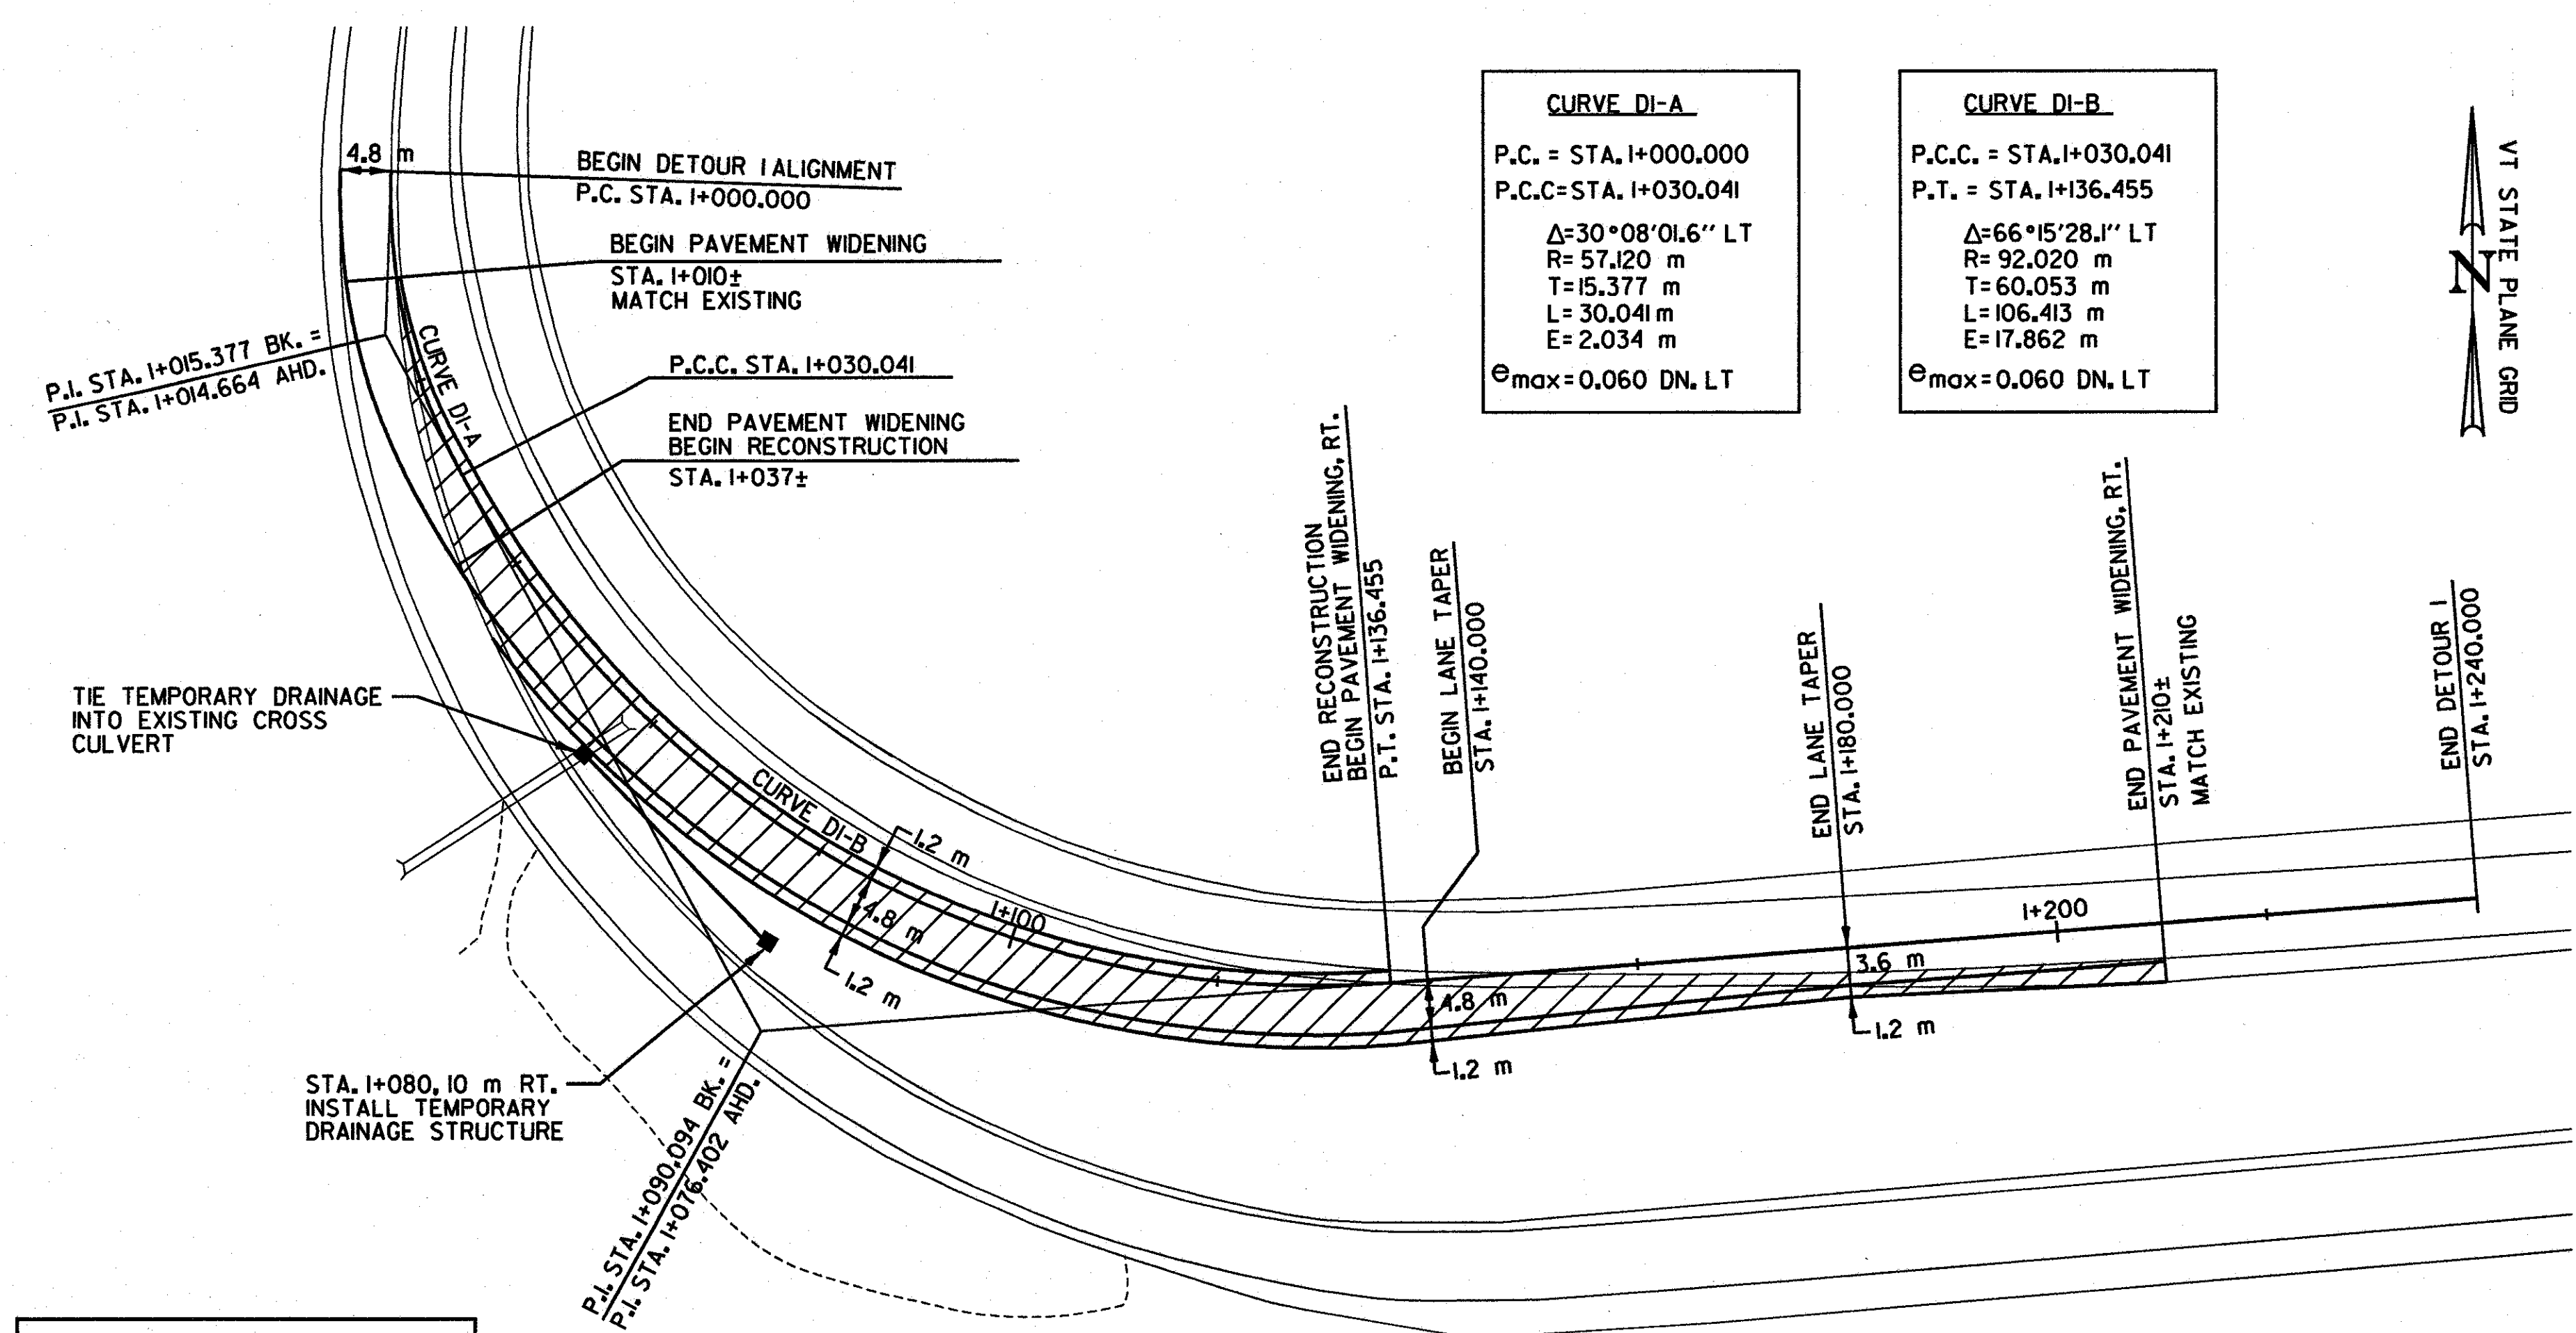 4.8 m
BEGIN DETOUR 1 ALIGNMENT
P.C. STA. 1+000.000
BEGIN PAVEMENT WIDENING
STA. 1+010±
MATCH EXISTING
P.I. STA. 1+015.377 BK. =
P.I. STA. 1+014.664 AHD.
CURVE D1-A
P.C.C. STA. 1+030.041
END PAVEMENT WIDENING
BEGIN RECONSTRUCTION
STA. 1+037±
CURVE D1-A
P.C. = STA. 1+000.000
P.C.C=STA. 1+030.041
Δ=30°08'01.6" LT
R= 57.120 m
T=15.377 m
L= 30.041 m
E= 2.034 m
emax=0.060 DN. LT
CURVE D1-B
P.C.C. = STA.1+030.041
P.T. = STA. 1+136.455
Δ=66°15'28.1" LT
R= 92.020 m
T= 60.053 m
L=106.413 m
E=17.862 m
emax=0.060 DN. LT
VT STATE PLANE GRID
N
TIE TEMPORARY DRAINAGE
INTO EXISTING CROSS
CULVERT
CURVE D1-B
1.2 m
4.8 m
1.2 m
1+100
STA. 1+080, 10 m RT.
INSTALL TEMPORARY
DRAINAGE STRUCTURE
P.I. STA. 1+090.094 BK. =
P.I. STA. 1+076.402 AHD.
END RECONSTRUCTION
BEGIN PAVEMENT WIDENING, RT.
P.T. STA. 1+136.455
BEGIN LANE TAPER
STA. 1+140.000
4.8 m
1.2 m
END LANE TAPER
STA. 1+180.000
3.6 m
1.2 m
1+200
END PAVEMENT WIDENING, RT.
STA. 1+210±
MATCH EXISTING
END DETOUR 1
STA. 1+240.000